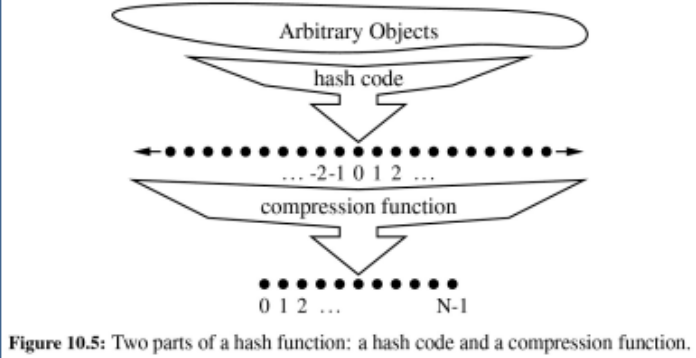 Arbitrary Objects
hash code
... -2-1 0 1 2 ...
compression function
0 1 2 ... N-1
Figure 10.5: Two parts of a hash function: a hash code and a compression function.